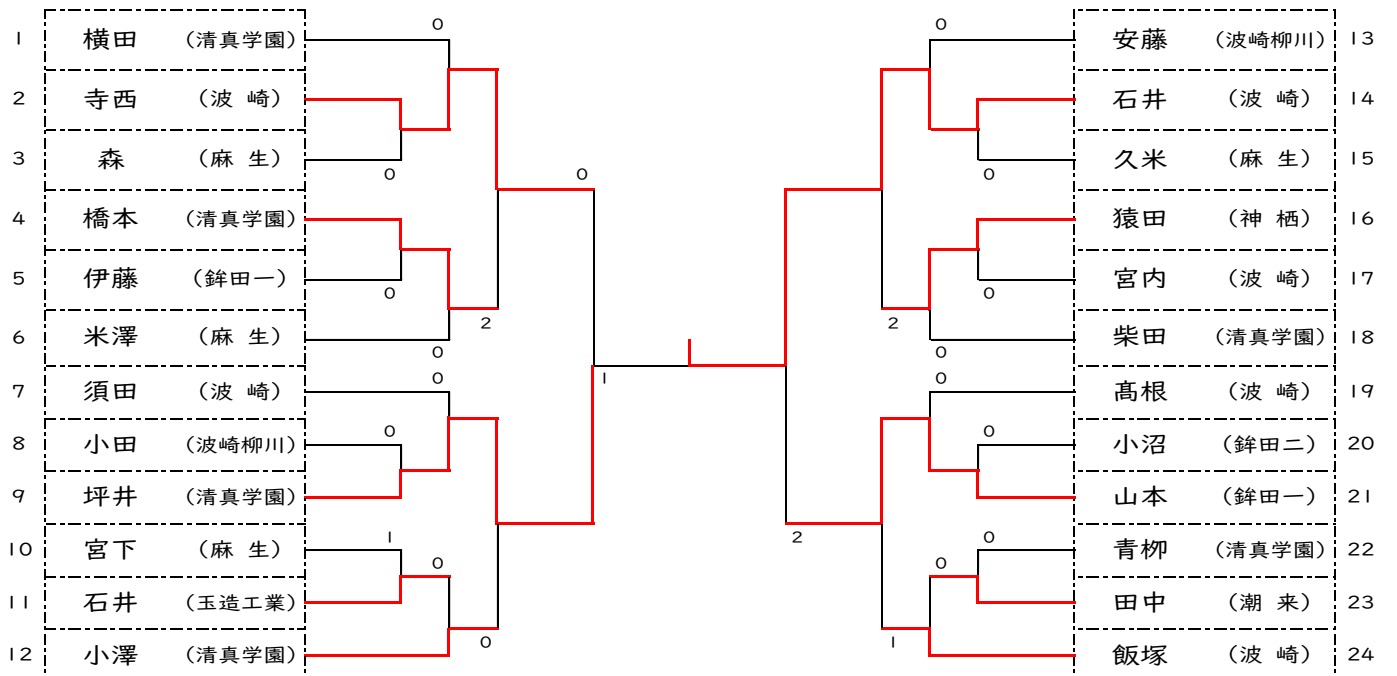 1 横田 (清真学園)
2 寺西 (波 崎)
3 森 (麻 生)
4 橋本 (清真学園)
5 伊藤 (鉾田一)
6 米澤 (麻 生)
7 須田 (波 崎)
8 小田 (波崎柳川)
9 坪井 (清真学園)
10 宮下 (麻 生)
11 石井 (玉造工業)
12 小澤 (清真学園)
0
0
0
2
0
0
0
1
0
0
0
1
安藤 (波崎柳川) 13
石井 (波 崎) 14
久米 (麻 生) 15
猿田 (神 栖) 16
宮内 (波 崎) 17
柴田 (清真学園) 18
髙根 (波 崎) 19
小沼 (鉾田二) 20
山本 (鉾田一) 21
青栁 (清真学園) 22
田中 (潮 来) 23
飯塚 (波 崎) 24
0
0
0
2
0
0
0
0
0
1
2